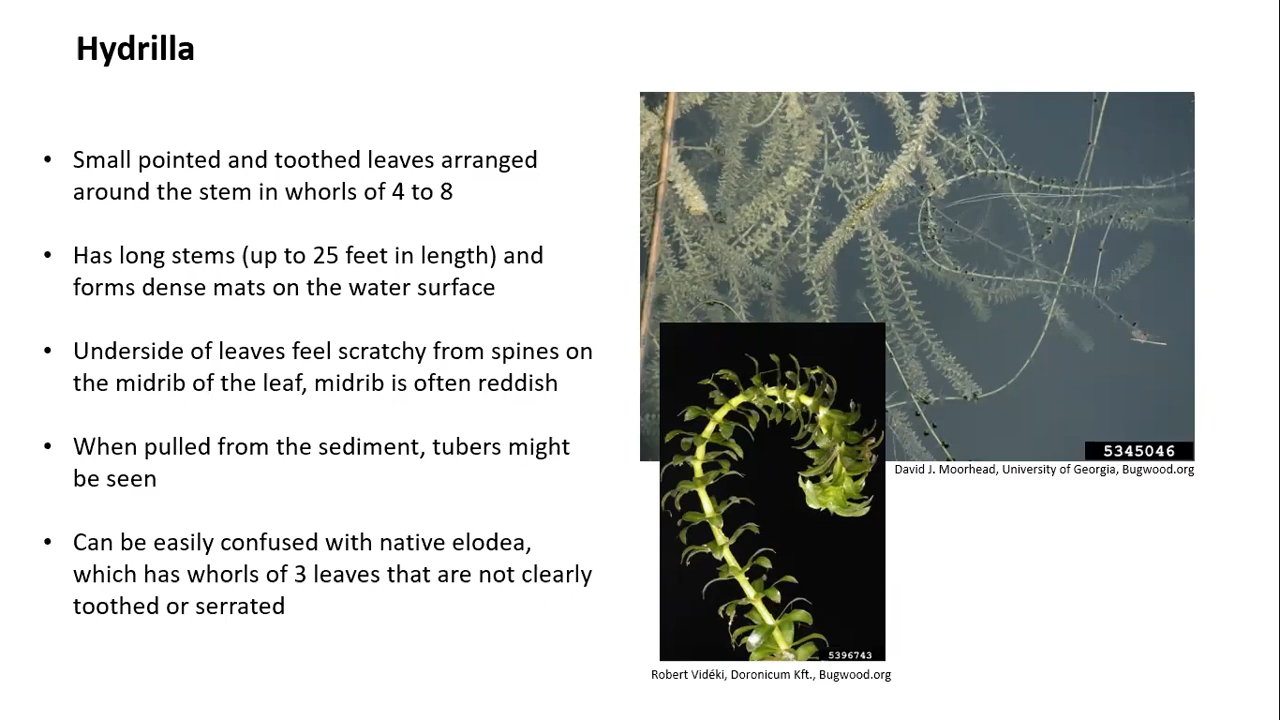 Hydrilla
• Small pointed and toothed leaves arranged
around the stem in whorls of 4 to 8
• Has long stems (up to 25 feet in length) and
forms dense mats on the water surface
• Underside of leaves feel scratchy from spines on
the midrib of the leaf, midrib is often reddish
• When pulled from the sediment, tubers might
be seen
• Can be easily confused with native elodea,
which has whorls of 3 leaves that are not clearly
toothed or serrated
5345046
David J. Moorhead, University of Georgia, Bugwood.org
5396743
Robert Vidéki, Doronicum Kft., Bugwood.org